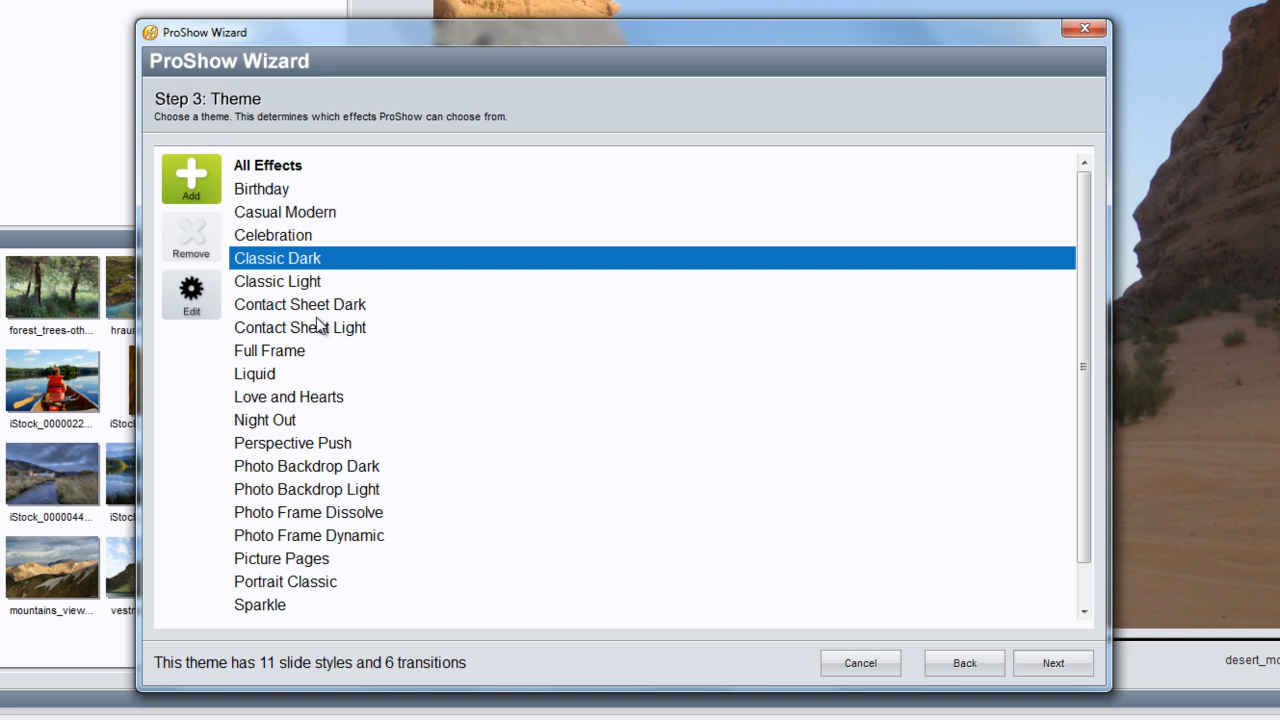 ProShow Wizard
ProShow Wizard
Step 3: Theme
Choose a theme. This determines which effects ProShow can choose from.
Add
Remove
Edit
All Effects
Birthday
Casual Modern
Celebration
Classic Dark
Classic Light
Contact Sheet Dark
Contact Sheet Light
Full Frame
Liquid
Love and Hearts
Night Out
Perspective Push
Photo Backdrop Dark
Photo Backdrop Light
Photo Frame Dissolve
Photo Frame Dynamic
Picture Pages
Portrait Classic
Sparkle
This theme has 11 slide styles and 6 transitions
Cancel
Back
Next
forest_trees-oth...
hraun
iStock_0000022...
iStoc
iStock_0000044...
iStoc
mountains_view...
vestr
desert_mo